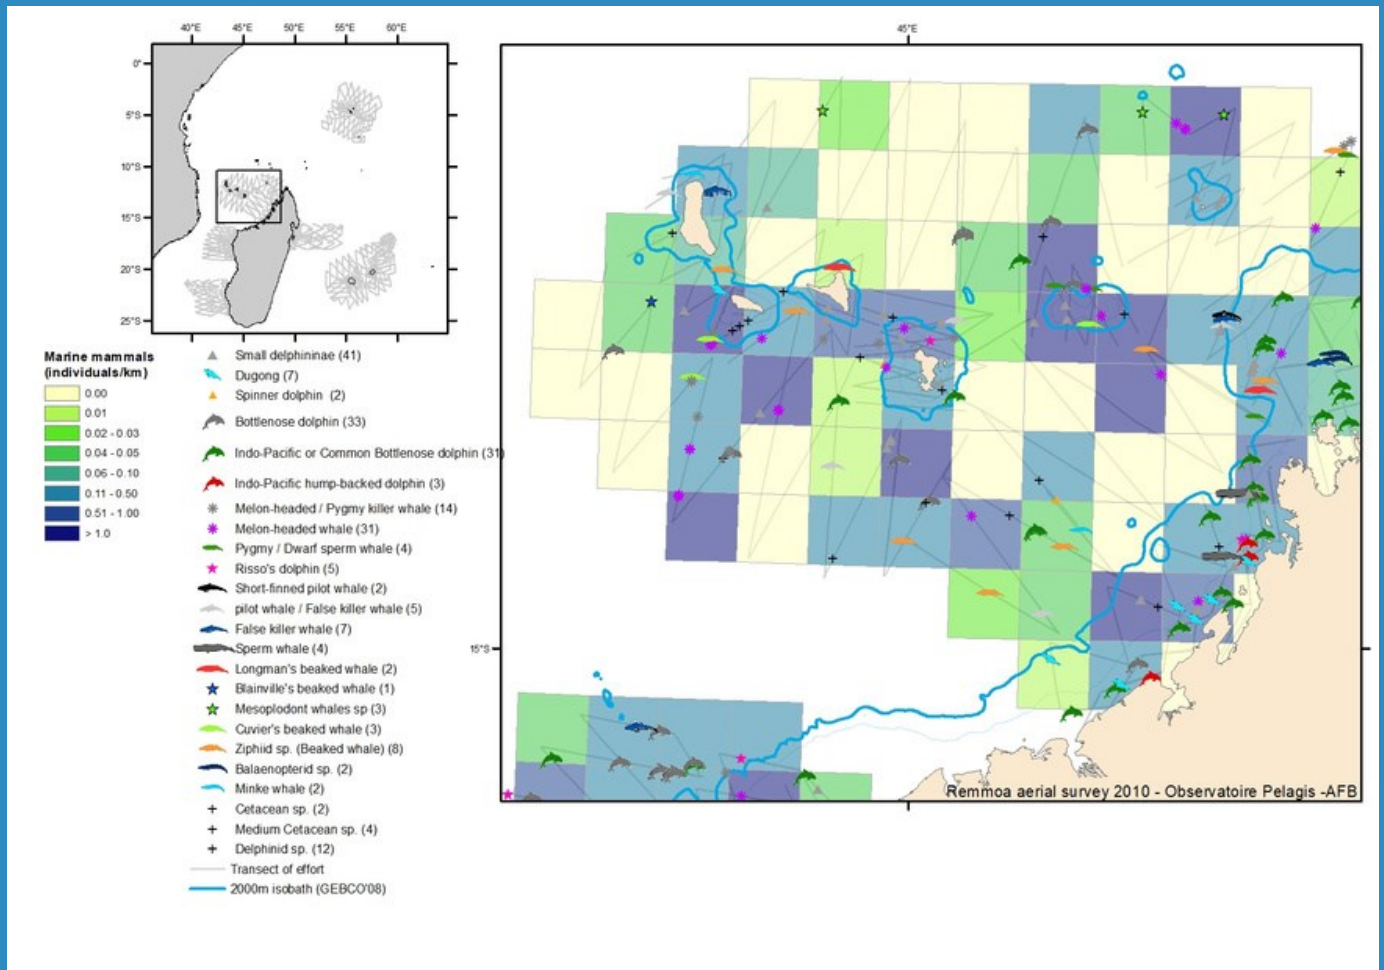 40°E 45°E 50°E 55°E 60°E
0°
5°S
10°S
15°S
20°S
25°S
45°E
15°S
Marine mammals
(individuals/km)
0.00
0.01
0.02 - 0.03
0.04 - 0.05
0.06 - 0.10
0.11 - 0.50
0.51 - 1.00
> 1.0
Small delphininae (41)
Dugong (7)
Spinner dolphin (2)
Bottlenose dolphin (33)
Indo-Pacific or Common Bottlenose dolphin (31)
Indo-Pacific hump-backed dolphin (3)
Melon-headed / Pygmy killer whale (14)
Melon-headed whale (31)
Pygmy / Dwarf sperm whale (4)
Risso's dolphin (5)
Short-finned pilot whale (2)
pilot whale / False killer whale (5)
False killer whale (7)
Sperm whale (4)
Longman's beaked whale (2)
Blainville's beaked whale (1)
Mesoplodont whales sp (3)
Cuvier's beaked whale (3)
Ziphiid sp. (Beaked whale) (8)
Balaenopterid sp. (2)
Minke whale (2)
Cetacean sp. (2)
Medium Cetacean sp. (4)
Delphinid sp. (12)
Transect of effort
2000m isobath (GEBCO'08)
Remmoa aerial survey 2010 - Observatoire Pelagis -AFB